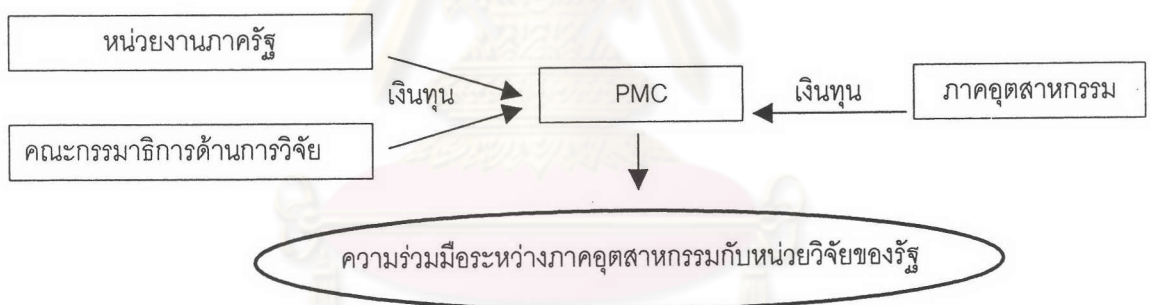 หน่วยงานภาครัฐ
เงินทุน
PMC
เงินทุน
ภาคอุตสาหกรรม
คณะกรรมาธิการด้านการวิจัย
ความร่วมมือระหว่างภาคอุตสาหกรรมกับหน่วยวิจัยของรัฐ